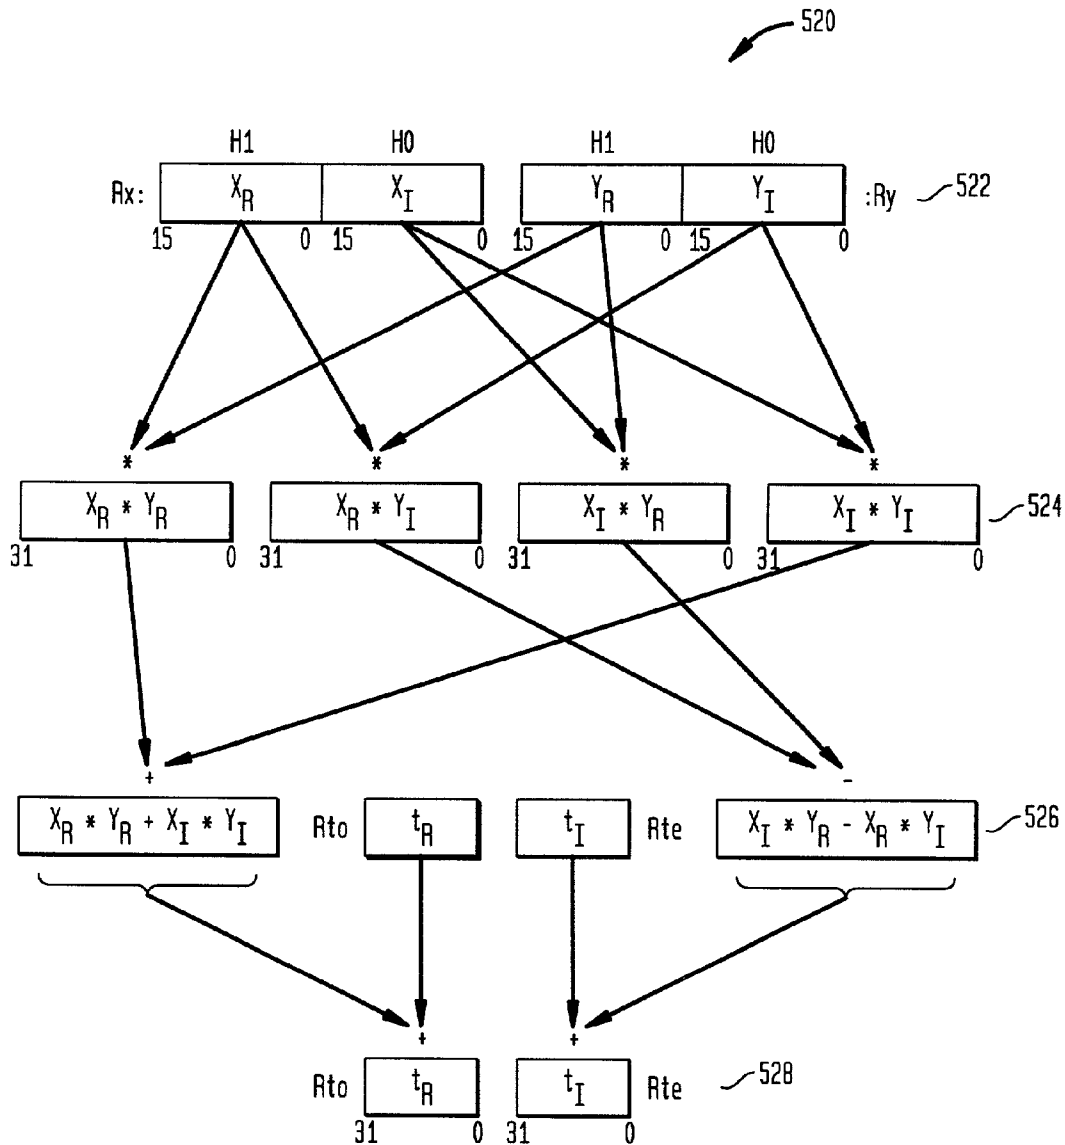 520
H1 H0 H1 H0
Rx: X_R X_I Y_R Y_I :Ry 522
15 0 15 0 15 0 15 0
* * * *
X_R * Y_R X_R * Y_I X_I * Y_R X_I * Y_I 524
31 0 31 0 31 0 31 0
+ -
X_R * Y_R + X_I * Y_I Rto t_R t_I Rte X_I * Y_R - X_R * Y_I 526
+ +
Rto t_R t_I Rte 528
31 0 31 0